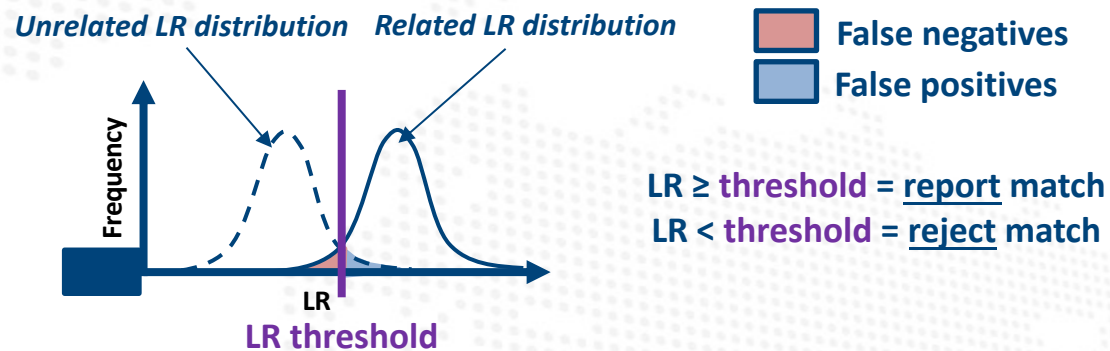 Unrelated LR distribution
Related LR distribution
False negatives
False positives
Frequency
LR ≥ threshold = report match
LR < threshold = reject match
LR
LR threshold